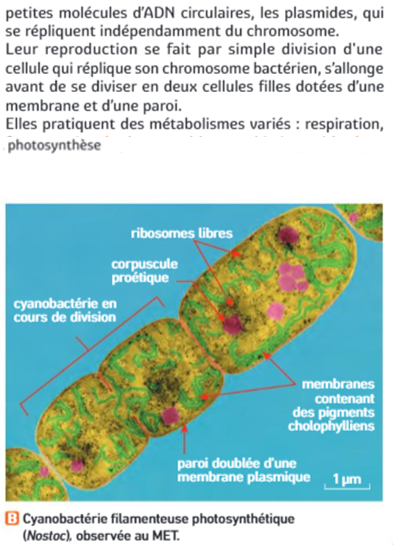 petites molécules d'ADN circulaires, les plasmides, qui
se répliquent indépendamment du chromosome.
Leur reproduction se fait par simple division d'une
cellule qui réplique son chromosome bactérien, s'allonge
avant de se diviser en deux cellules filles dotées d'une
membrane et d'une paroi.
Elles pratiquent des métabolismes variés : respiration,
photosynthèse
ribosomes libres
corpuscule
proétique
cyanobactérie en
cours de division
membranes
contenant
des pigments
cholophylliens
paroi doublée d'une
membrane plasmique
1 µm
B Cyanobactérie filamenteuse photosynthétique
(Nostoc), observée au MET.